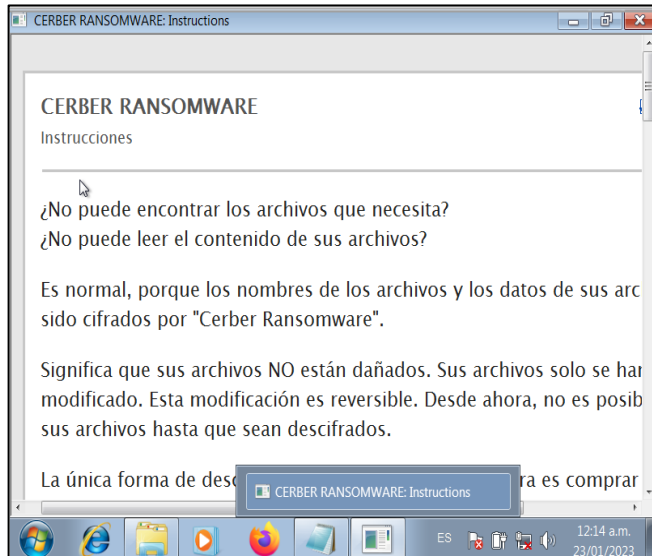 CERBER RANSOMWARE: Instructions
CERBER RANSOMWARE
Instrucciones
¿No puede encontrar los archivos que necesita?
¿No puede leer el contenido de sus archivos?
Es normal, porque los nombres de los archivos y los datos de sus arc
sido cifrados por "Cerber Ransomware".
Significa que sus archivos NO están dañados. Sus archivos solo se har
modificado. Esta modificación es reversible. Desde ahora, no es posib
sus archivos hasta que sean descifrados.
La única forma de desc ra es comprar
CERBER RANSOMWARE: Instructions
ES
12:14 a.m.
23/01/2023